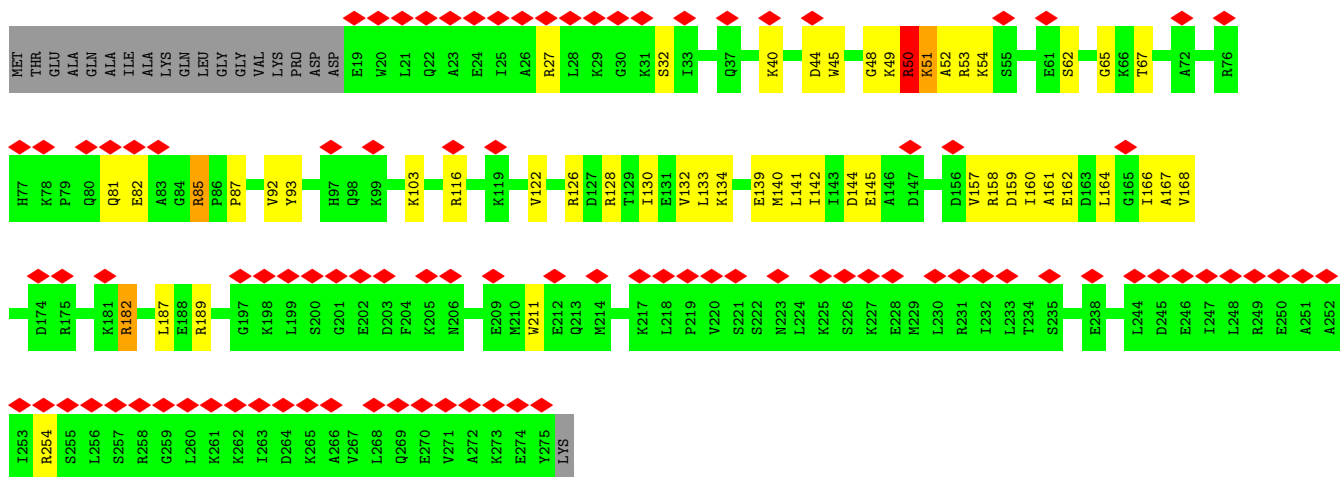 MET THR GLU ALA GLN ALA ILE ALA LYS GLN LEU GLY GLY VAL LYS PRO ASP ASP E19 W20 L21 Q22 A23 E24 I25 A26 R27 L28 K29 G30 K31 S32 I33 Q37 K40 D44 W45 G48 K49 R50 K51 A52 R53 K54 S55 E61 S62 G65 K66 T67 A72 R76
H77 K78 P79 Q80 Q81 E82 A83 G84 R85 P86 P87 V92 Y93 H97 Q98 K99 K103 R116 K119 V122 R126 D127 R128 T129 I130 E131 V132 L133 K134 E139 M140 L141 I142 I143 D144 E145 A146 D147 D156 V157 R158 D159 I160 A161 E162 D163 L164 G165 I166 A167 V168
D174 R175 K181 R182 L187 E188 R189 G197 K198 L199 S200 G201 E202 D203 F204 K205 N206 E209 M210 W211 E212 Q213 M214 K217 L218 P219 V220 S221 S222 N223 L224 K225 S226 K227 E228 M229 L230 R231 I232 L233 T234 S235 E238 L244 D245 E246 I247 L248 R249 E250 A251 A252
I253 R254 S255 L256 S257 R258 G259 L260 K261 K262 I263 D264 K265 A266 V267 L268 Q269 E270 V271 A272 K273 E274 Y275 LYS